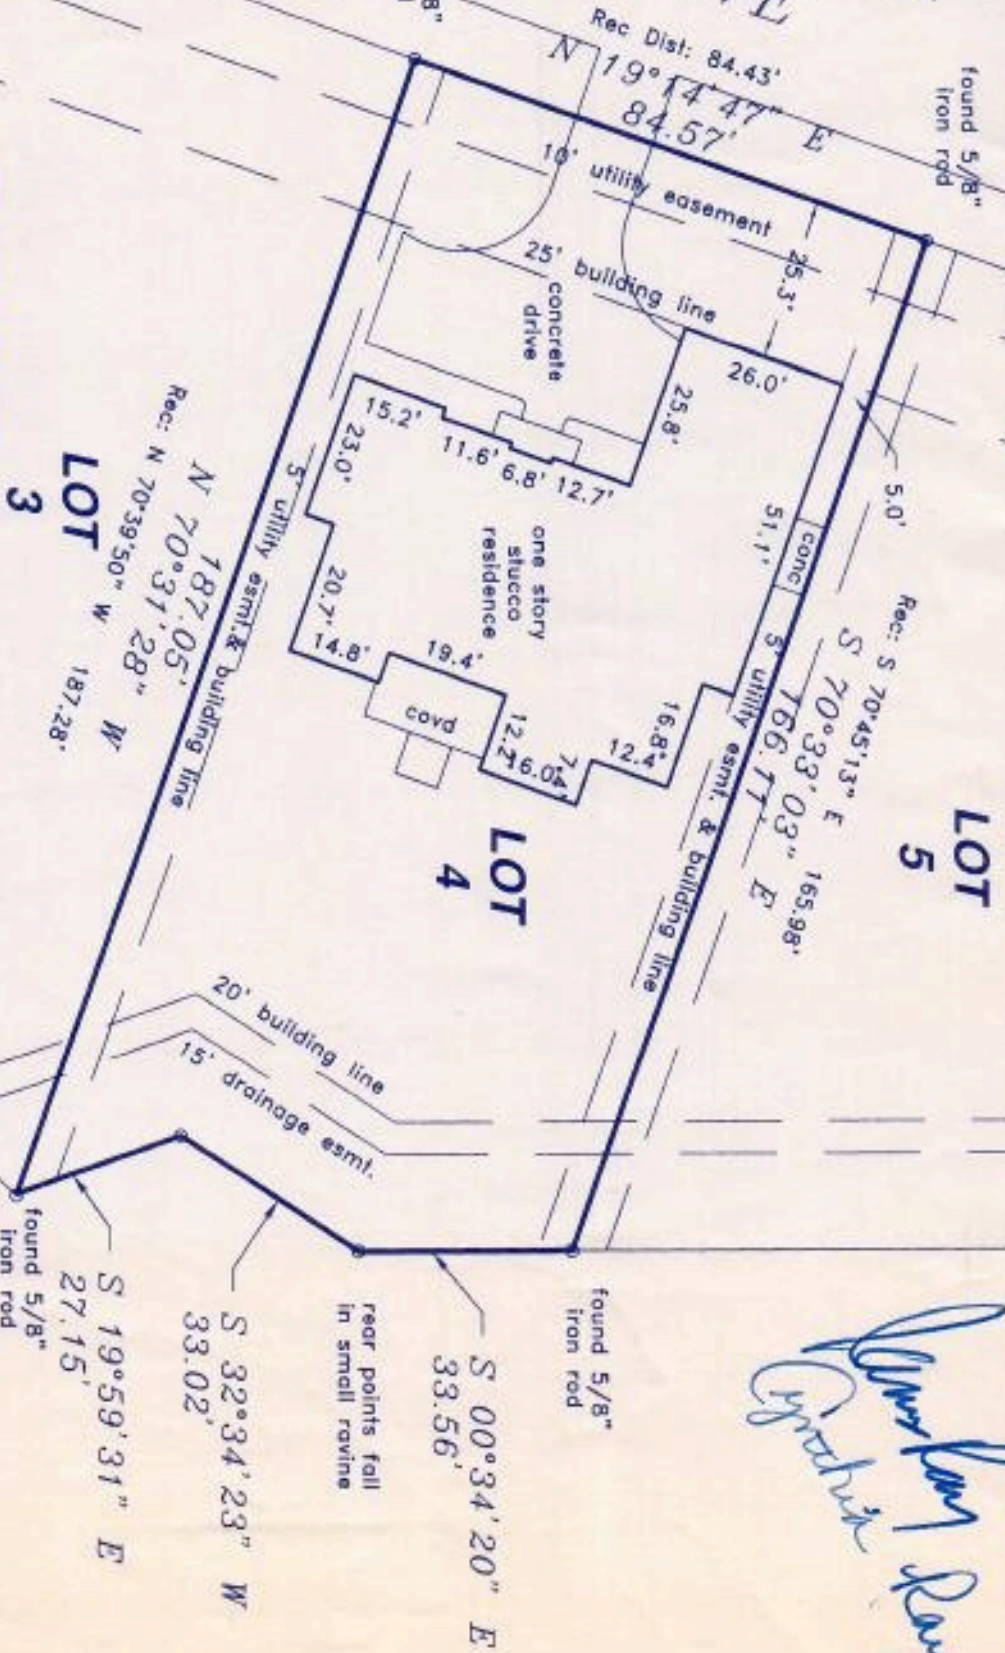 Rec Dist: 84.43'
N 19°14'47" E
84.57'
found 5/8"
iron rod
10' utility easement
25' building line
25.3'
concrete
drive
26.0'
25.8'
15.2'
11.6'
6.8'
12.7'
23.0'
51.1'
conc
5.0'
one story
stucco
residence
20.7'
14.8'
19.4'
covd
12.2'
16.0'
7.4'
12.4'
16.8'
5' utility esmt. & building line
Rec: S 70°45'13" E 165.98'
S 70°33'03" E
166.11'
LOT
5
5' utility esmt.& building line
187.05'
N 70°31'28" W
Rec: N 70°39'50" W 187.28'
LOT
3
LOT
4
20' building line
15' drainage esmt.
found 5/8"
iron rod
rear points fall
in small ravine
S 00°34'20" E
33.56'
S 32°34'23" W
33.02'
S 19°59'31" E
27.15'
found 5/8"
iron rod
Cynthia